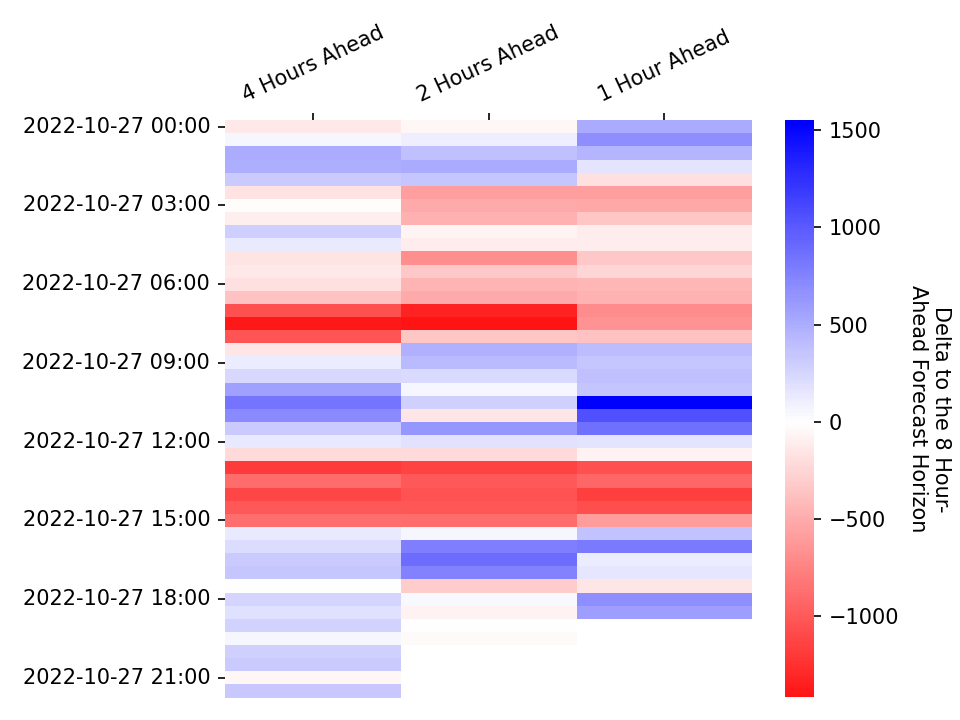 4 Hours Ahead
2 Hours Ahead
1 Hour Ahead
2022-10-27 00:00
2022-10-27 03:00
2022-10-27 06:00
2022-10-27 09:00
2022-10-27 12:00
2022-10-27 15:00
2022-10-27 18:00
2022-10-27 21:00
1500
1000
500
0
−500
−1000
Delta to the 8 Hour-
Ahead Forecast Horizon